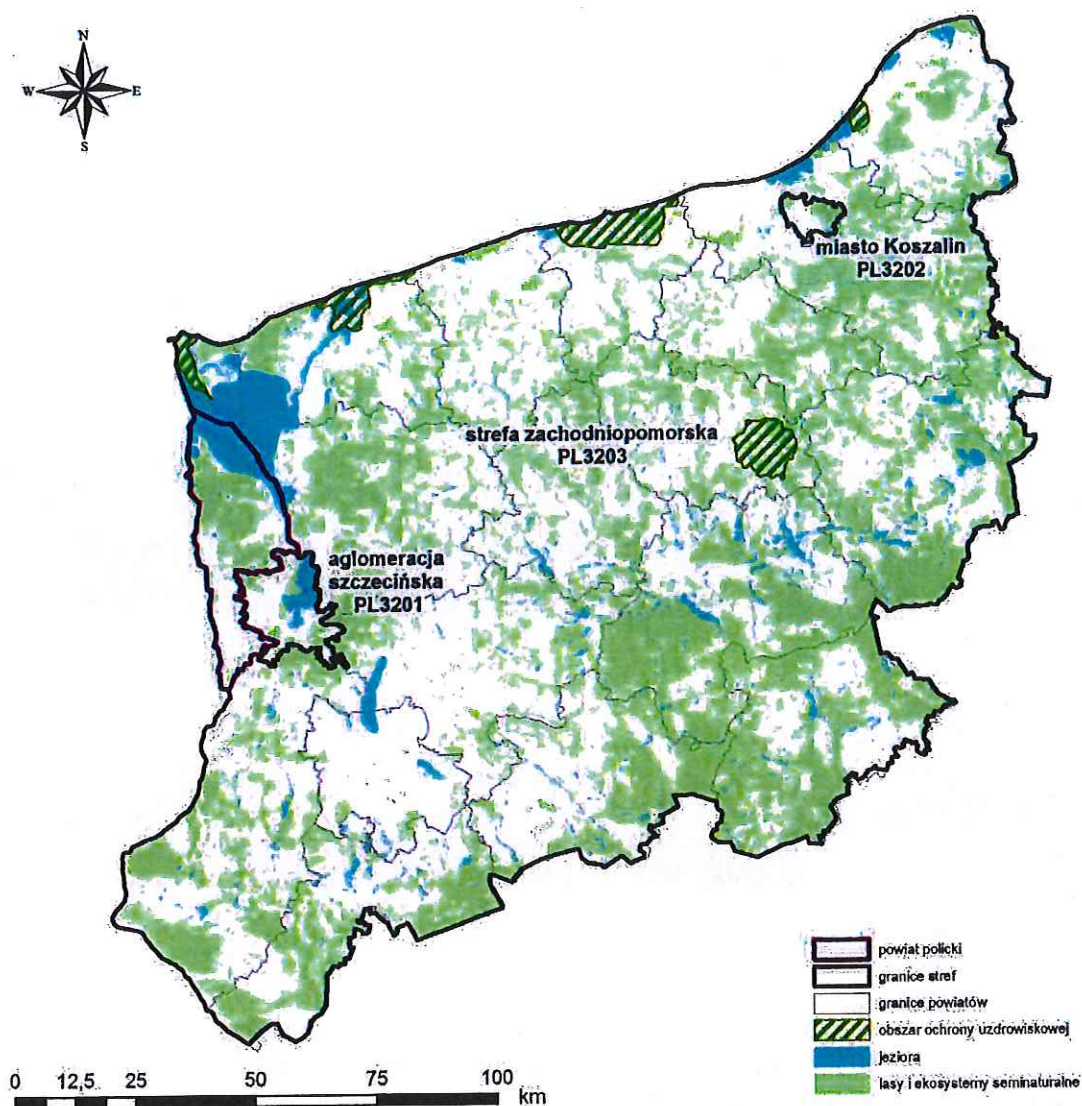 N
W E
S
miasto Koszalin
PL3202
strefa zachodniopomorska
PL3203
aglomeracja
szczecińska
PL3201
powiat policki
granice stref
granice powiatów
obszar ochrony uzdrowiskowej
jeziora
lasy i ekosystemy seminaturalne
0 12,5 25 50 75 100
km